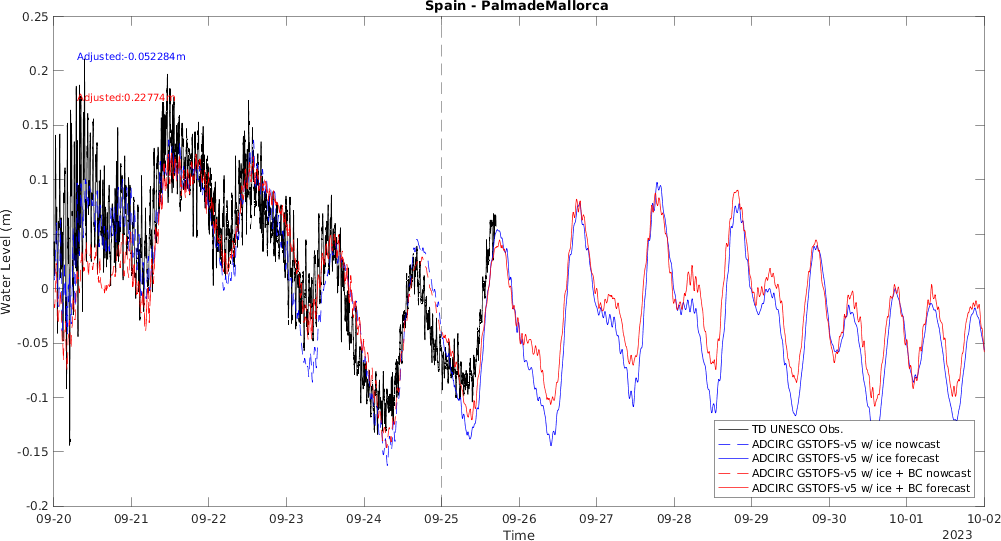 Spain - PalmadeMallorca
0.25
0.2
0.15
0.1
0.05
0
-0.05
-0.1
-0.15
-0.2
Water Level (m)
Adjusted:-0.052284m
Adjusted:0.22774m
TD UNESCO Obs.
ADCIRC GSTOFS-v5 w/ ice nowcast
ADCIRC GSTOFS-v5 w/ ice forecast
ADCIRC GSTOFS-v5 w/ ice + BC nowcast
ADCIRC GSTOFS-v5 w/ ice + BC forecast
09-20 09-21 09-22 09-23 09-24 09-25 09-26 09-27 09-28 09-29 09-30 10-01 10-02
Time
2023